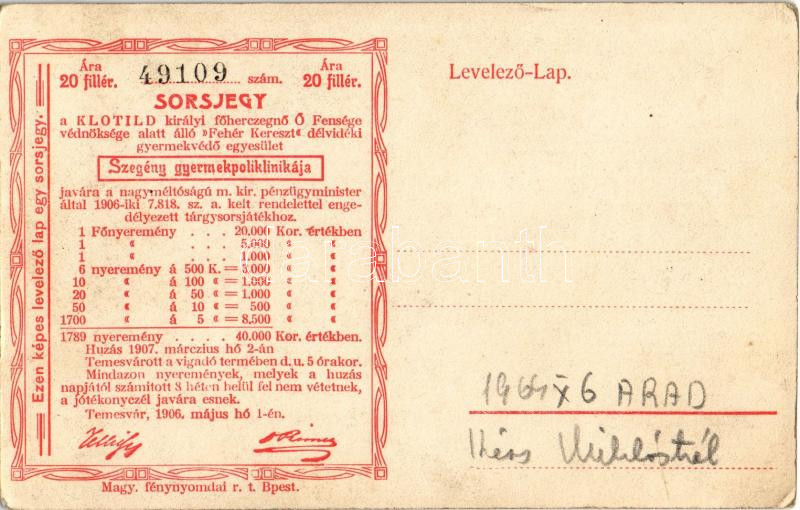 Ezen képes levelező lap egy sorsjegy.
Ára 49109 szám. Ára
20 fillér. 20 fillér.
SORSJEGY
a KLOTILD királyi főherczegnő Ő Fensége
védnöksége alatt álló »Fehér Kereszt« délvidéki
gyermekvédő egyesület
Szegény gyermekpoliklinikája
javára a nagyméltóságú m. kir. pénzügyminister
által 1906-iki 7.818. sz. a. kelt rendelettel enge-
délyezett tárgysorsjátékhoz.
1 Főnyeremény . . . 20.000 Kor. értékben
1 « . . . 5.000 « «
1 « . . . 1.000 « «
6 nyeremény á 500 K. = 3.000 « «
10 « á 100 « = 1.000 « «
20 « á 50 « = 1.000 « «
50 « á 10 « = 500 « «
1700 « á 5 « = 8.500 « «
1789 nyeremény . . . . 40.000 Kor. értékben.
Huzás 1907. márczius hó 2-án
Temesvárott a vigadó termében d. u. 5 órakor.
Mindazon nyeremények, melyek a huzás
napjától számitott 8 héten belül fel nem vétetnek,
a jótékonyczél javára esnek.
Temesvár, 1906. május hó 1-én.
Magy. fénynyomdai r. t. Bpest.
Levelező-Lap.
X 6 ARAD
Miklóstól
darabanth